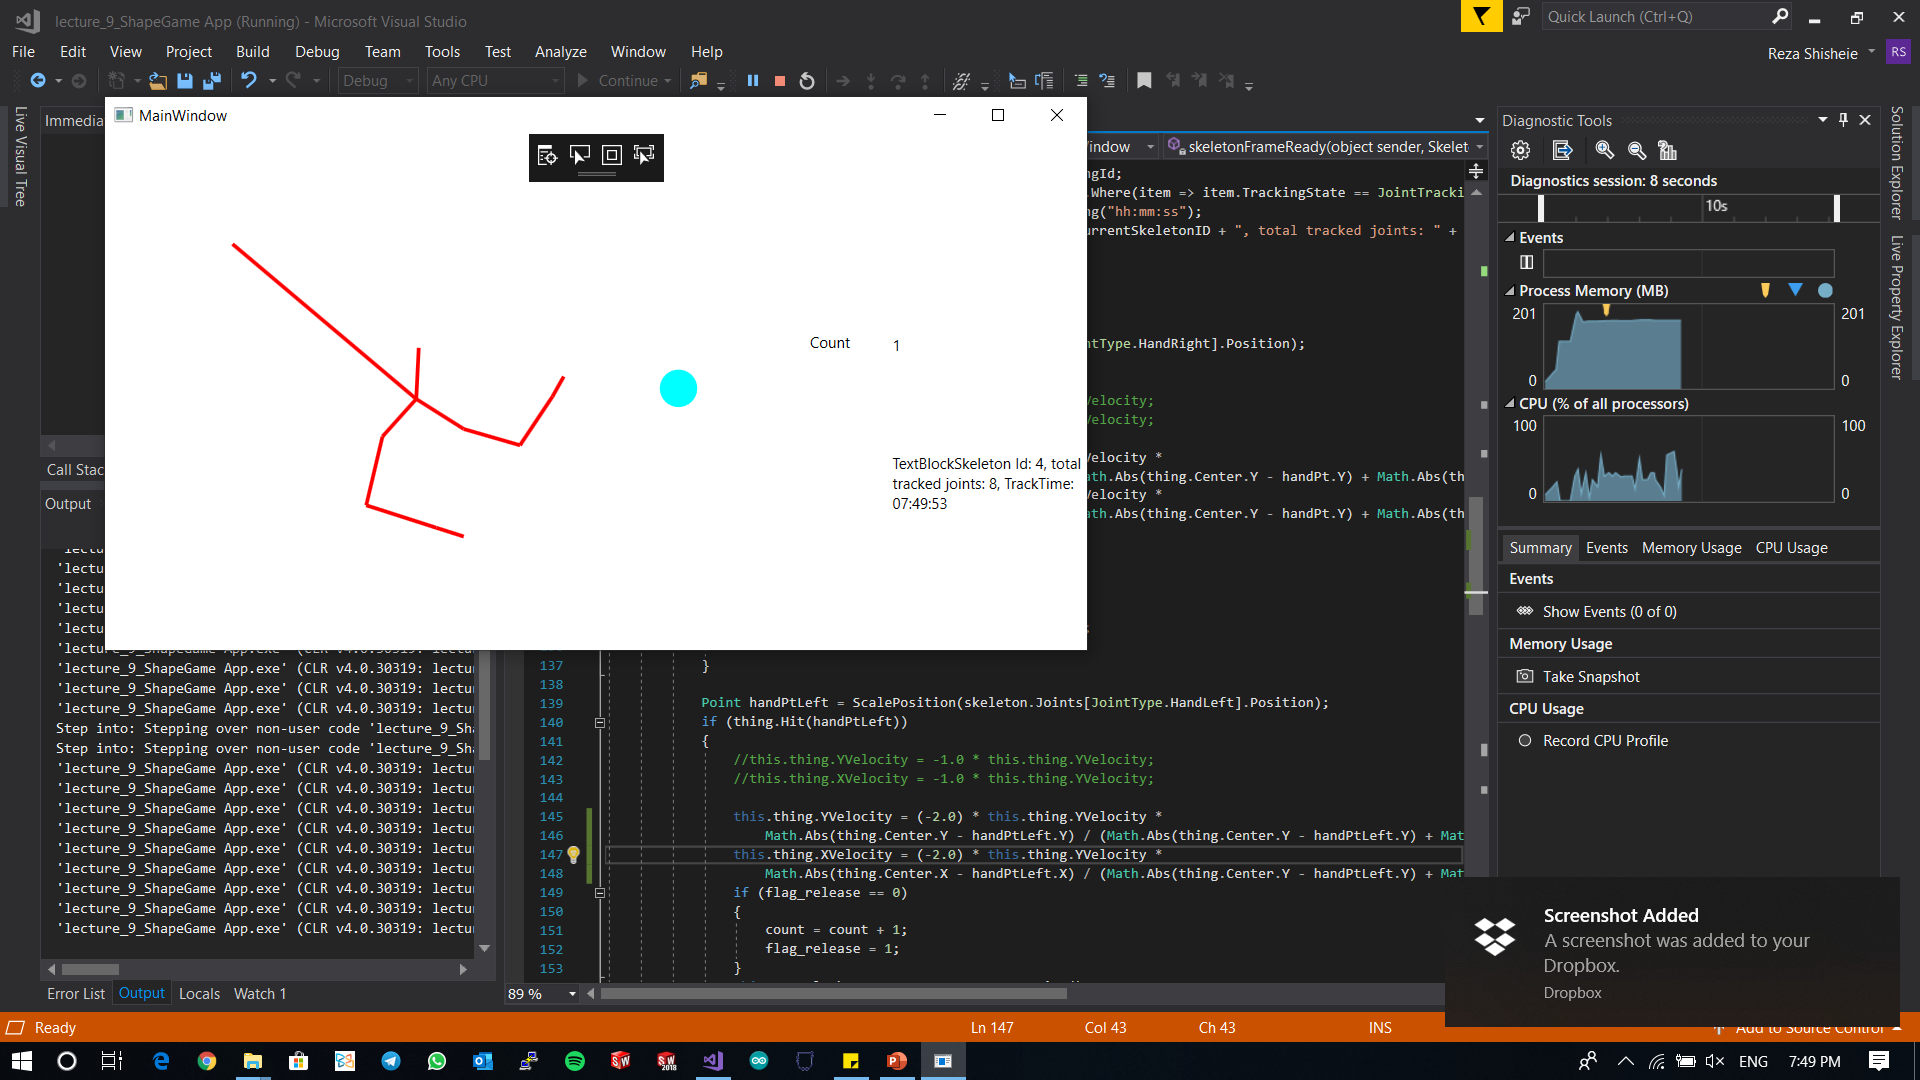 lecture_9_ShapeGame App (Running) - Microsoft Visual Studio
Quick Launch (Ctrl+Q)
File Edit View Project Build Debug Team Tools Test Analyze Window Help
Reza Shisheie RS
Debug Any CPU Continue
Live Visual Tree
Immedia
MainWindow
Count 1
TextBlockSkeleton Id: 4, total
tracked joints: 8, TrackTime:
07:49:53
indow skeletonFrameReady(object sender, Skelet
ngId;
.Where(item => item.TrackingState == JointTracki
ng("hh:mm:ss");
urrentSkeletonID + ", total tracked joints: " +
ntType.HandRight].Position);
Velocity;
Velocity;
Velocity *
ath.Abs(thing.Center.Y - handPt.Y) + Math.Abs(th
Velocity *
ath.Abs(thing.Center.Y - handPt.Y) + Math.Abs(th
137 }
138
139 Point handPtLeft = ScalePosition(skeleton.Joints[JointType.HandLeft].Position);
140 if (thing.Hit(handPtLeft))
141 {
142 //this.thing.YVelocity = -1.0 * this.thing.YVelocity;
143 //this.thing.XVelocity = -1.0 * this.thing.YVelocity;
144
145 this.thing.YVelocity = (-2.0) * this.thing.YVelocity *
146 Math.Abs(thing.Center.Y - handPtLeft.Y) / (Math.Abs(thing.Center.Y - handPtLeft.Y) + Mat
147 this.thing.XVelocity = (-2.0) * this.thing.YVelocity *
148 Math.Abs(thing.Center.X - handPtLeft.X) / (Math.Abs(thing.Center.Y - handPtLeft.Y) + Mat
149 if (flag_release == 0)
150 {
151 count = count + 1;
152 flag_release = 1;
153 }
89 %
Call Stac
Output
'lectu
'lectu
'lectu
'lectu
'lectu
'lecture_9_ShapeGame App.exe' (CLR v4.0.30319: lectu
'lecture_9_ShapeGame App.exe' (CLR v4.0.30319: lectu
'lecture_9_ShapeGame App.exe' (CLR v4.0.30319: lectu
'lecture_9_ShapeGame App.exe' (CLR v4.0.30319: lectu
Step into: Stepping over non-user code 'lecture_9_Sha
Step into: Stepping over non-user code 'lecture_9_Sha
'lecture_9_ShapeGame App.exe' (CLR v4.0.30319: lectu
'lecture_9_ShapeGame App.exe' (CLR v4.0.30319: lectu
'lecture_9_ShapeGame App.exe' (CLR v4.0.30319: lectu
'lecture_9_ShapeGame App.exe' (CLR v4.0.30319: lectu
'lecture_9_ShapeGame App.exe' (CLR v4.0.30319: lectu
'lecture_9_ShapeGame App.exe' (CLR v4.0.30319: lectu
'lecture_9_ShapeGame App.exe' (CLR v4.0.30319: lectu
'lecture_9_ShapeGame App.exe' (CLR v4.0.30319: lectu
'lecture_9_ShapeGame App.exe' (CLR v4.0.30319: lectu
Error List Output Locals Watch 1
Diagnostic Tools
Diagnostics session: 8 seconds
10s
Events
Process Memory (MB)
201 201
0 0
CPU (% of all processors)
100 100
0 0
Summary Events Memory Usage CPU Usage
Events
Show Events (0 of 0)
Memory Usage
Take Snapshot
CPU Usage
Record CPU Profile
Solution Explorer
Live Property Explorer
Screenshot Added
A screenshot was added to your
Dropbox.
Dropbox
Ready Ln 147 Col 43 Ch 43 INS Add to Source Control
ENG 7:49 PM